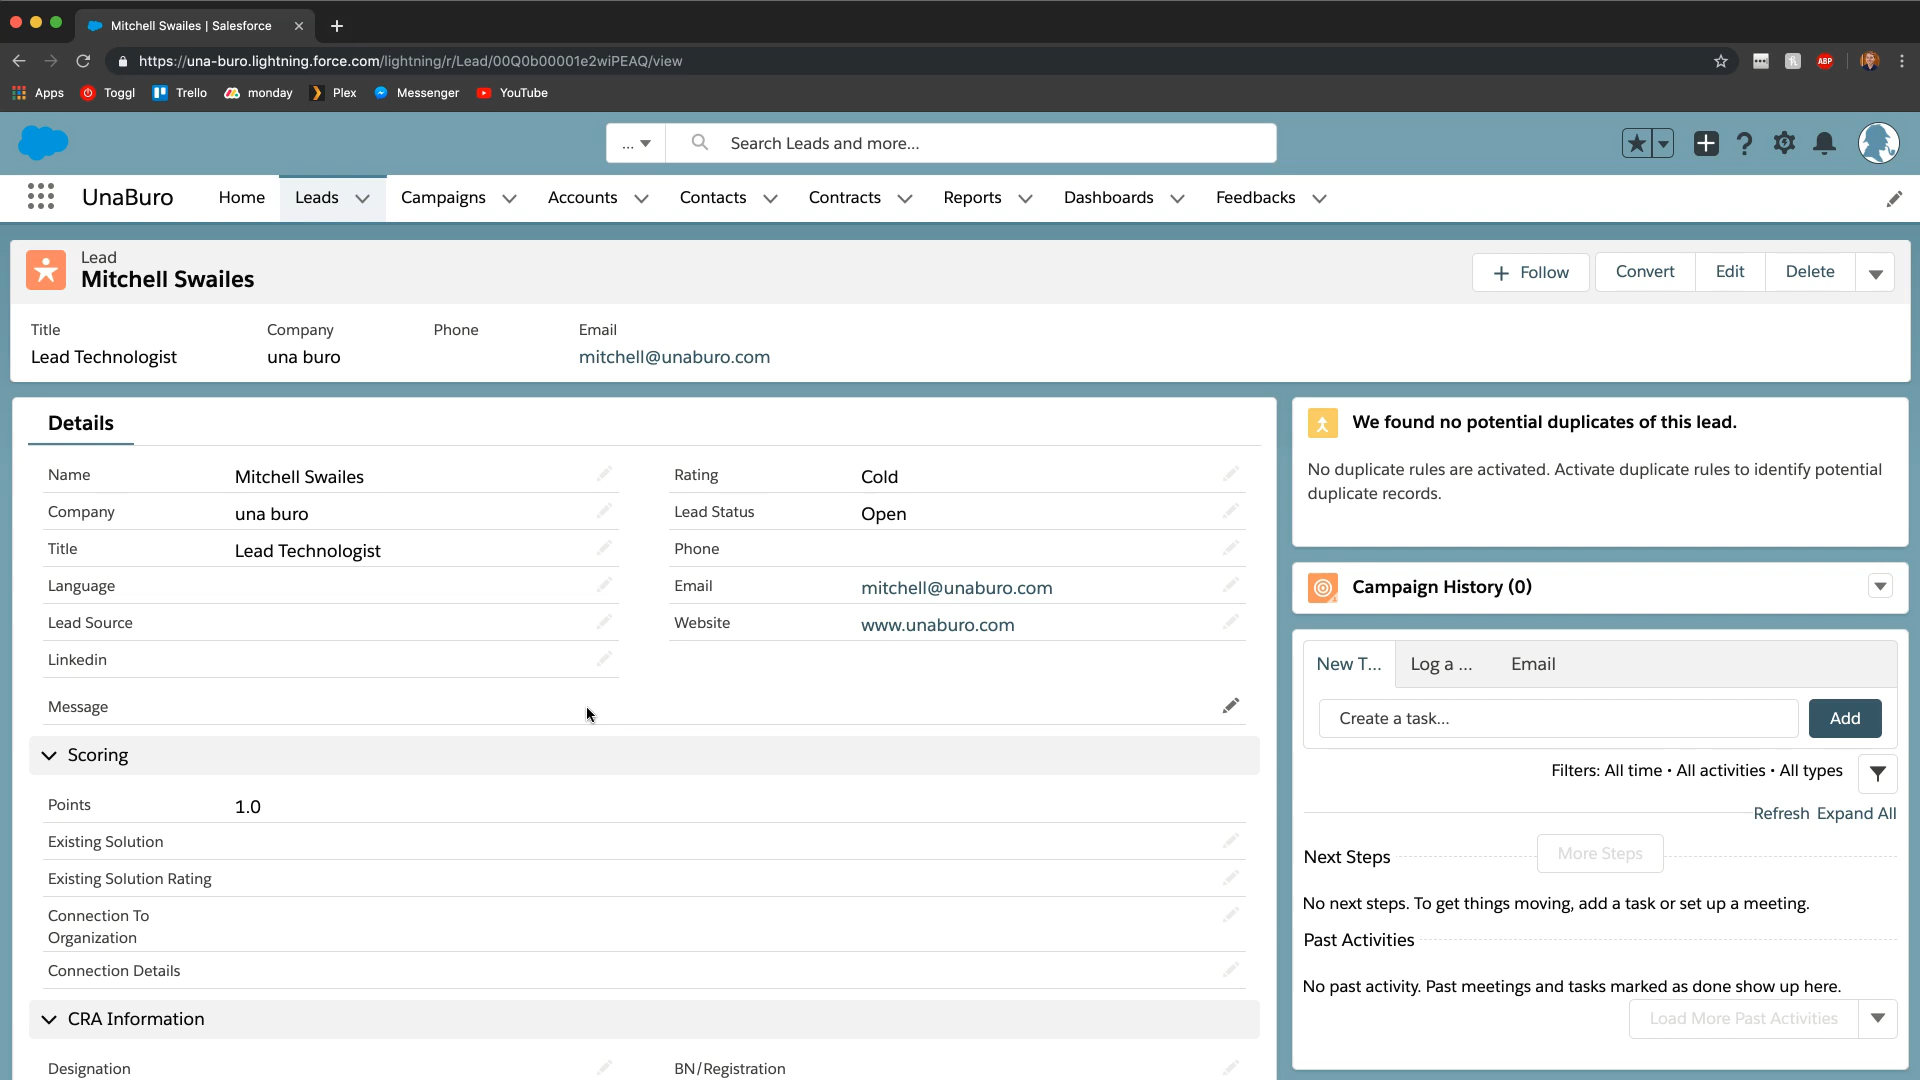 Mitchell Swailes | Salesforce
https://una-buro.lightning.force.com/lightning/r/Lead/00Q0b00001e2wiPEAQ/view
ABP
Apps Toggl Trello monday Plex Messenger YouTube
... Search Leads and more...
UnaBuro Home Leads Campaigns Accounts Contacts Contracts Reports Dashboards Feedbacks
Lead
Mitchell Swailes
Follow Convert Edit Delete
Title Company Phone Email
Lead Technologist una buro mitchell@unaburo.com
Details
Name Mitchell Swailes
Rating Cold
Company una buro
Lead Status Open
Title Lead Technologist
Phone
Language
Email mitchell@unaburo.com
Lead Source
Website www.unaburo.com
Linkedin
Message
Scoring
Points 1.0
Existing Solution
Existing Solution Rating
Connection To
Organization
Connection Details
CRA Information
Designation
BN/Registration
We found no potential duplicates of this lead.
No duplicate rules are activated. Activate duplicate rules to identify potential
duplicate records.
Campaign History (0)
New T... Log a ... Email
Create a task... Add
Filters: All time • All activities • All types
Refresh Expand All
Next Steps More Steps
No next steps. To get things moving, add a task or set up a meeting.
Past Activities
No past activity. Past meetings and tasks marked as done show up here.
Load More Past Activities